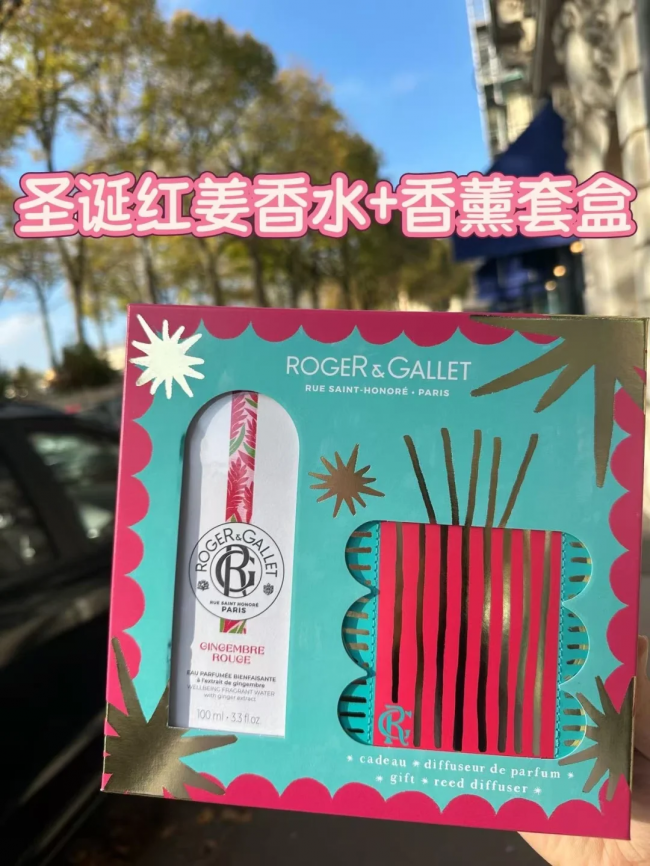 圣诞红姜香水+香薰套盒
ROGER & GALLET
RUE SAINT-HONORÉ • PARIS
ROGER & GALLET
RG
RUE SAINT HONORÉ
PARIS
GINGEMBRE
ROUGE
EAU PARFUMÉE BIENFAISANTE
à l'extrait de gingembre
WELLBEING FRAGRANT WATER
with ginger extract
100 ml • 3.3 fl.oz.
RG
* cadeau * diffuseur de parfum *
* gift * reed diffuser *